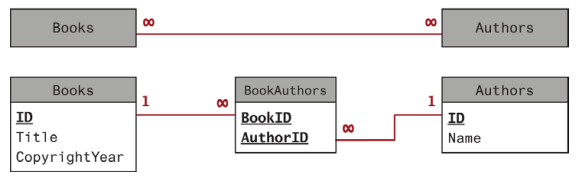 Books ∞ ∞ Authors
Books BookAuthors Authors
1 ∞ 1
ID BookID ID
Title AuthorID ∞ Name
CopyrightYear